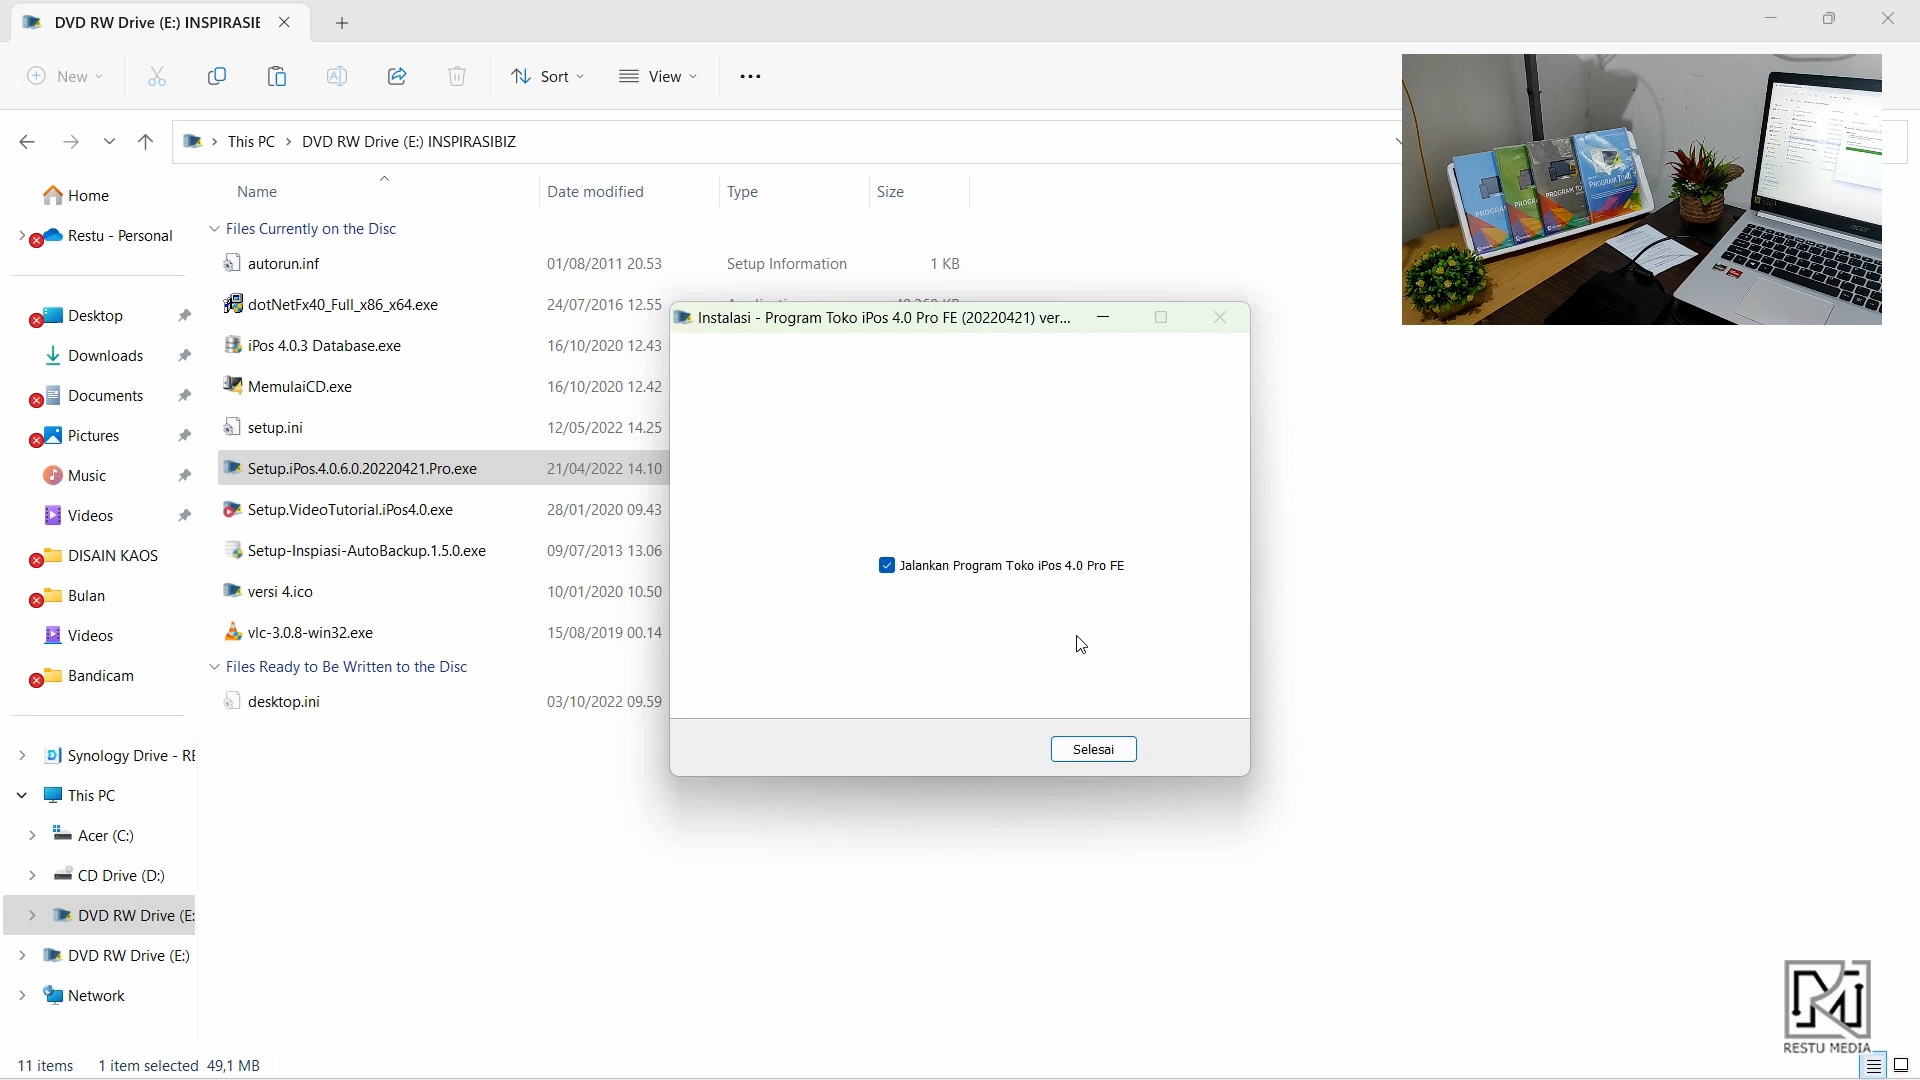 DVD RW Drive (E:) INSPIRASIE
New
Sort
View
This PC > DVD RW Drive (E:) INSPIRASIBIZ
Name
Date modified
Type
Size
Home
Restu - Personal
Desktop
Downloads
Documents
Pictures
Music
Videos
DISAIN KAOS
Bulan
Videos
Bandicam
Synology Drive - RE
This PC
Acer (C:)
CD Drive (D:)
DVD RW Drive (E:
DVD RW Drive (E:)
Network
Files Currently on the Disc
autorun.inf 01/08/2011 20.53 Setup Information 1 KB
dotNetFx40_Full_x86_x64.exe 24/07/2016 12.55
iPos 4.0.3 Database.exe 16/10/2020 12.43
MemulaiCD.exe 16/10/2020 12.42
setup.ini 12/05/2022 14.25
Setup.iPos.4.0.6.0.20220421.Pro.exe 21/04/2022 14.10
Setup.VideoTutorial.iPos4.0.exe 28/01/2020 09.43
Setup-Inspiasi-AutoBackup.1.5.0.exe 09/07/2013 13.06
versi 4.ico 10/01/2020 10.50
vlc-3.0.8-win32.exe 15/08/2019 00.14
Files Ready to Be Written to the Disc
desktop.ini 03/10/2022 09.59
Instalasi - Program Toko iPos 4.0 Pro FE (20220421) ver...
Jalankan Program Toko iPos 4.0 Pro FE
Selesai
PROGRAM TOKO
acer
RESTU MEDIA
11 items 1 item selected 49,1 MB